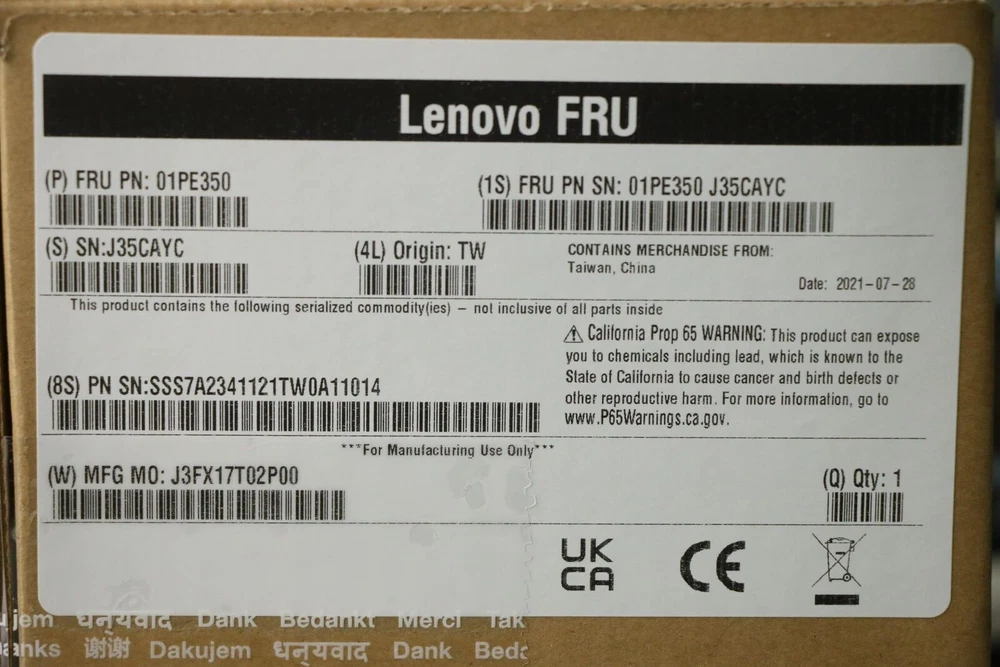 Lenovo FRU
(P) FRU PN: 01PE350
(1S) FRU PN SN: 01PE350 J35CAYC
(S) SN:J35CAYC
(4L) Origin: TW
CONTAINS MERCHANDISE FROM:
Taiwan, China
Date: 2021-07-28
This product contains the following serialized commodity(ies) – not inclusive of all parts inside
⚠ California Prop 65 WARNING: This product can expose
you to chemicals including lead, which is known to the
State of California to cause cancer and birth defects or
other reproductive harm. For more information, go to
www.P65Warnings.ca.gov.
(8S) PN SN:SSS7A2341121TW0A11014
***For Manufacturing Use Only***
(W) MFG MO: J3FX17T02P00
(Q) Qty: 1
UK
CA
CE
ujem धन्यवाद Dank Bedankt Merci Tak
anks 谢谢 Dakujem धन्यवाद Dank Beda